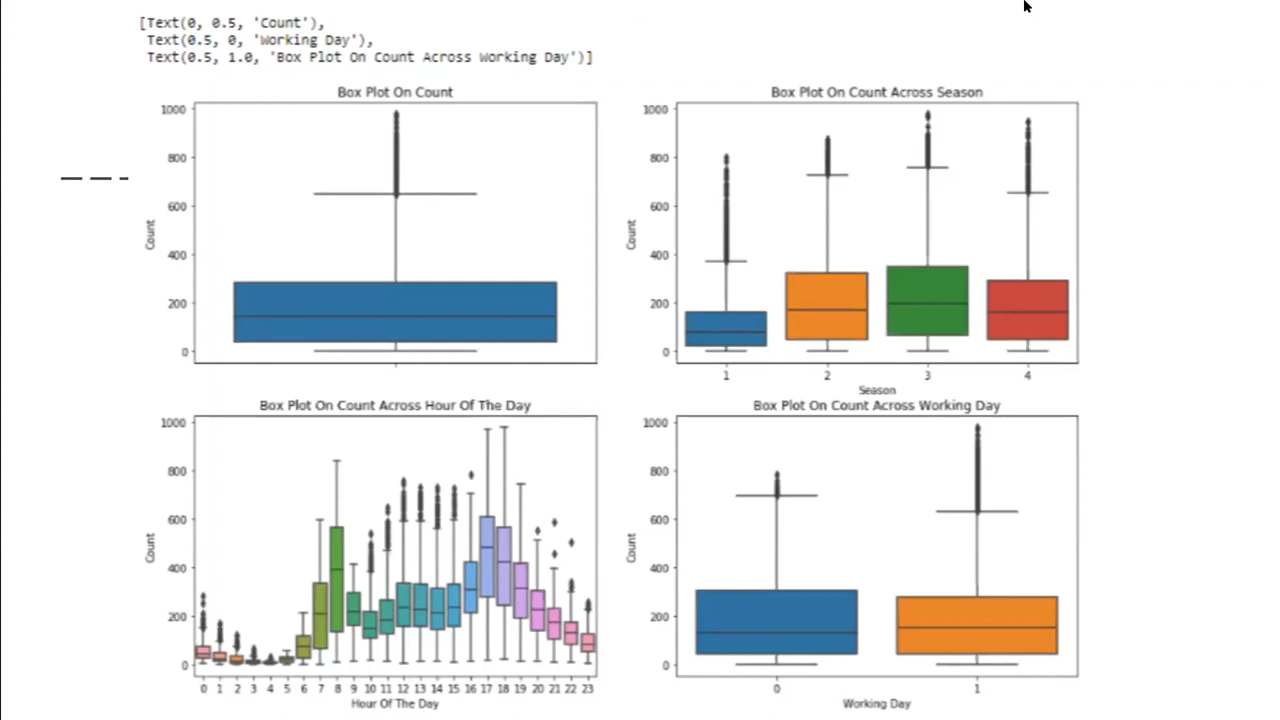 [Text(0, 0.5, 'Count'),
Text(0.5, 0, 'Working Day'),
Text(0.5, 1.0, 'Box Plot On Count Across Working Day')]
Box Plot On Count
1000
800
600
400
200
0
Count
Box Plot On Count Across Season
1000
800
600
400
200
0
Count
1 2 3 4
Season
Box Plot On Count Across Hour Of The Day
1000
800
600
400
200
0
Count
0 1 2 3 4 5 6 7 8 9 10 11 12 13 14 15 16 17 18 19 20 21 22 23
Hour Of The Day
Box Plot On Count Across Working Day
1000
800
600
400
200
0
Count
0 1
Working Day